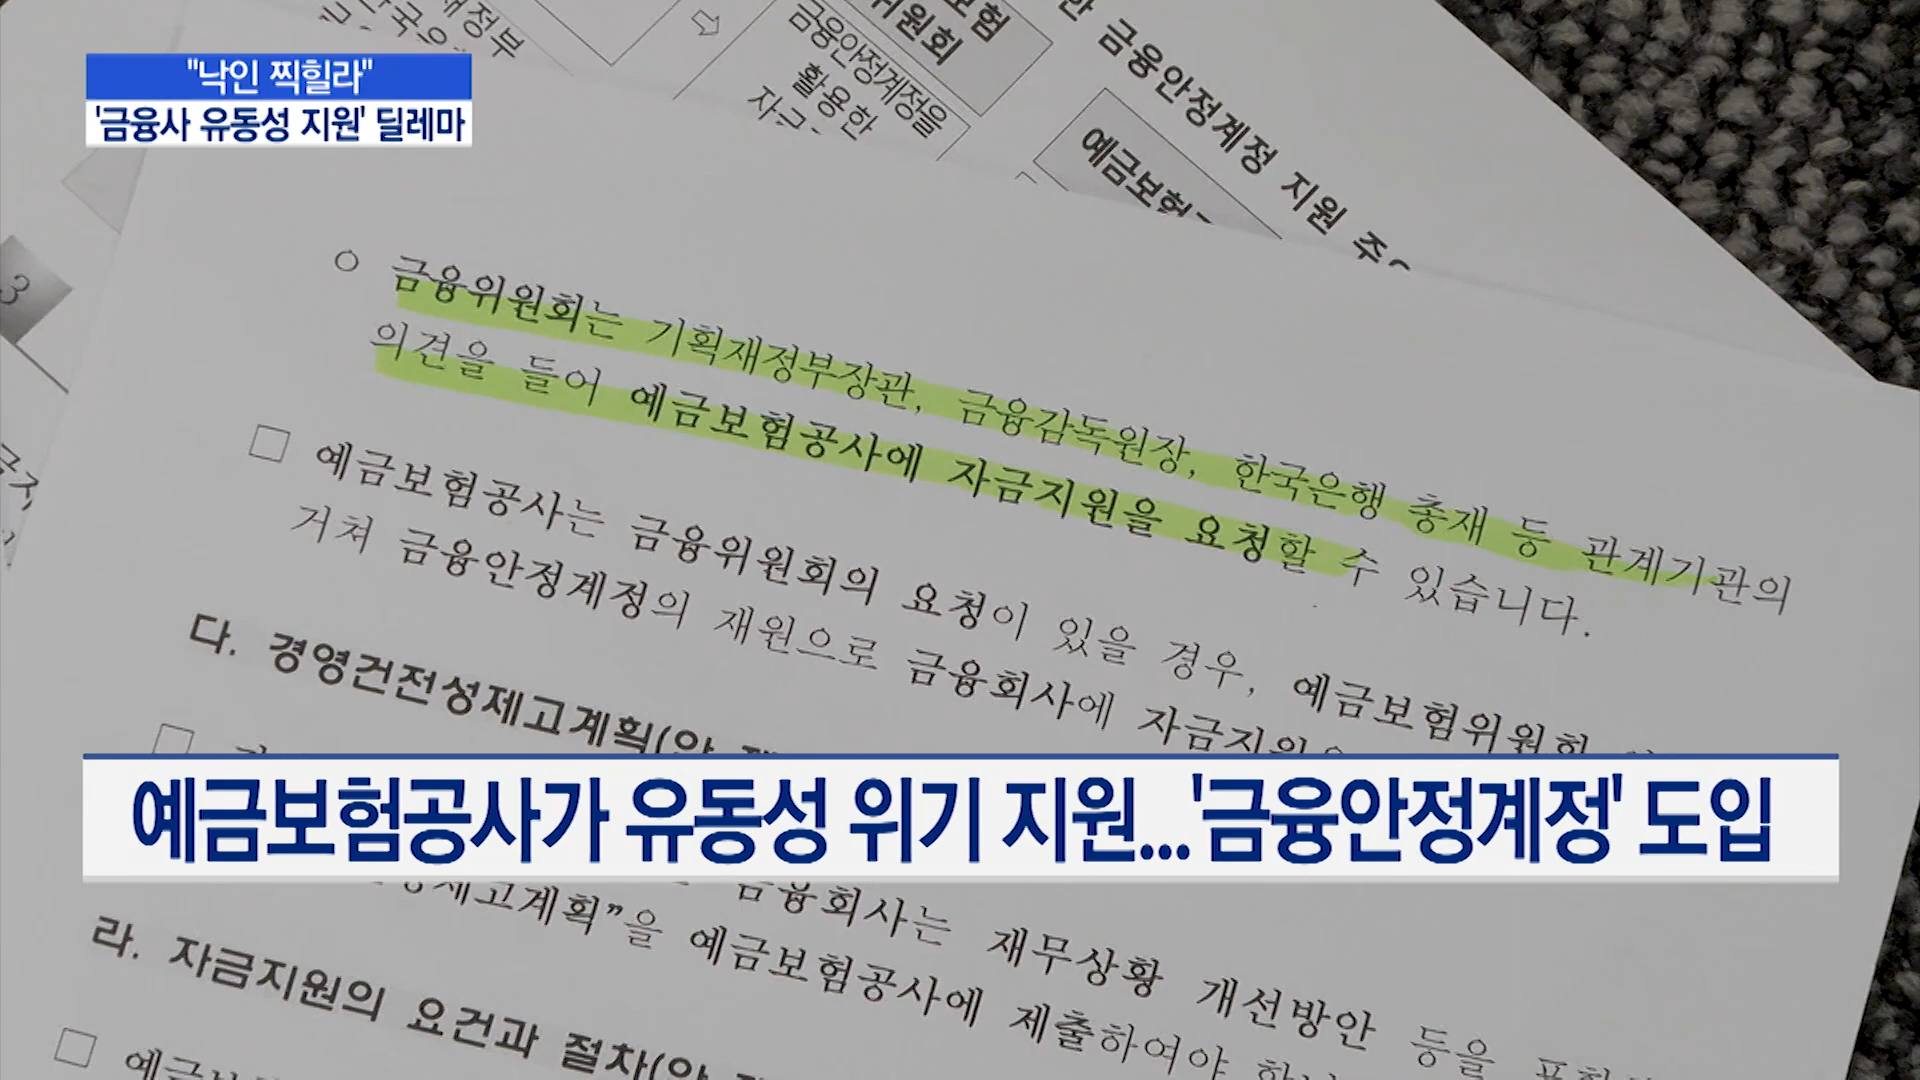 "낙인 찍힐라"
'금융사 유동성 지원' 딜레마
재정부
보험
위원회
금융안정계정을
활용한
금융안정계정 지원
3
○ 금융위원회는 기획재정부장관, 금융감독원장, 한국은행 총재 등 관계기관의
의견을 들어 예금보험공사에 자금지원을 요청할 수 있습니다.
□ 예금보험공사는 금융위원회의 요청이 있을 경우, 예금보험위원회
거쳐 금융안정계정의 재원으로 금융회사에 자금지원
다. 경영건전성제고계획(안
예금보험공사가 유동성 위기 지원...'금융안정계정' 도입
금융회사는 재무상황 개선방안 등을
제고계획"을 예금보험공사에 제출하여야
라. 자금지원의 요건과 절차(안
□